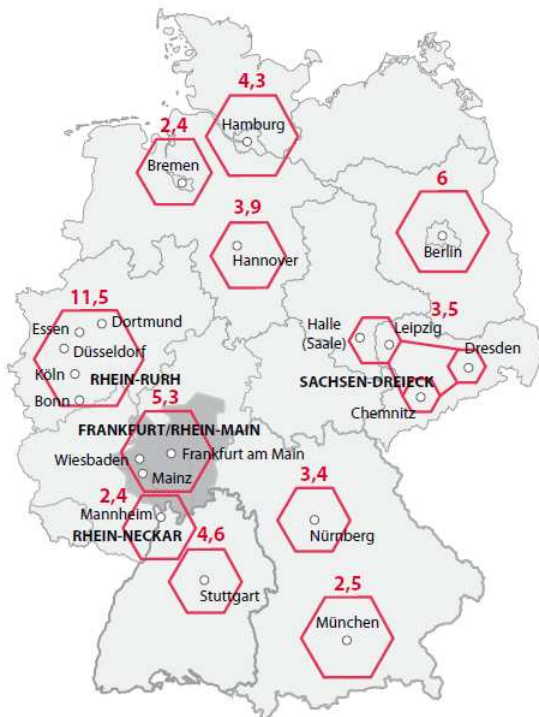 4,3
Hamburg
2,4
Bremen
3,9
Hannover
6
Berlin
11,5
Essen
Dortmund
Düsseldorf
Köln
RHEIN-RURH
Bonn
3,5
Halle
(Saale)
Leipzig
Dresden
SACHSEN-DREIECK
Chemnitz
5,3
FRANKFURT/RHEIN-MAIN
Wiesbaden
Frankfurt am Main
Mainz
2,4
Mannheim
RHEIN-NECKAR
4,6
Stuttgart
3,4
Nürnberg
2,5
München